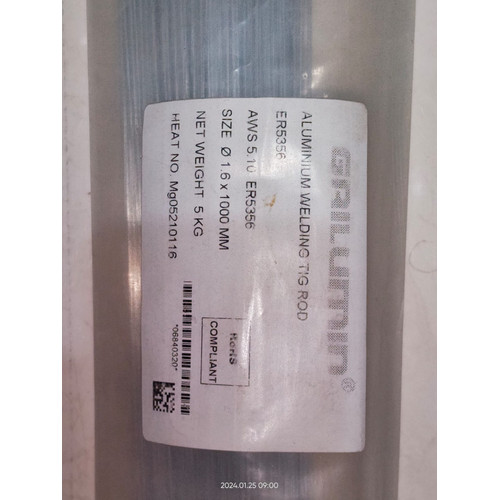 GRILUMIN®
ALUMINIUM WELDING TIG ROD
ER5356
AWS 5.10 ER5356
SIZE Ø 1.6 x 1000 MM
NET WEIGHT 5 KG
HEAT NO. Mg05210116
RoHS
COMPLIANT
*06840320*
2024.01.25 09:00